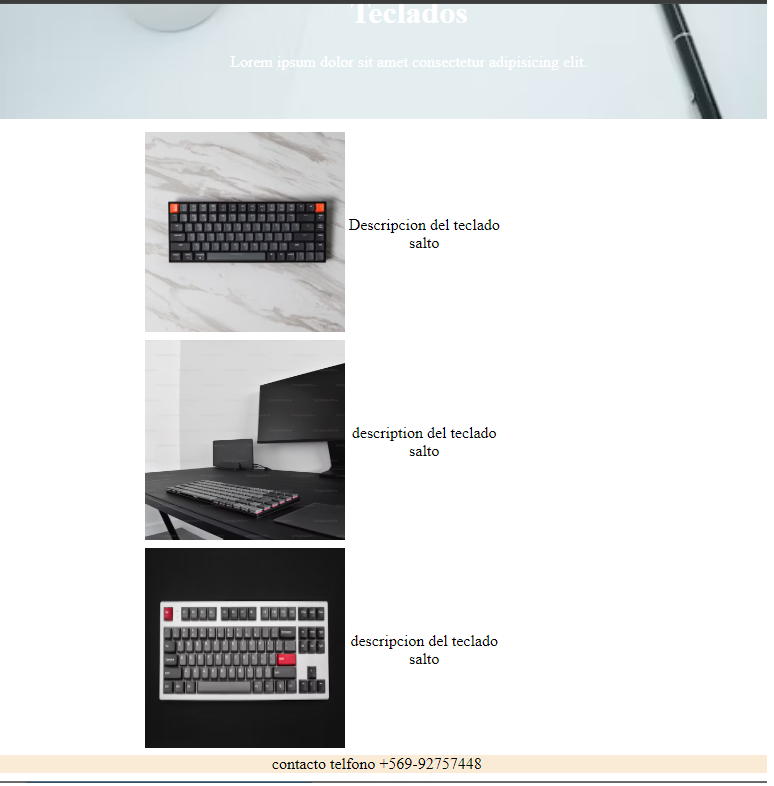 Teclados
Lorem ipsum dolor sit amet consectetur adipisicing elit.
Descripcion del teclado
salto
description del teclado
salto
descripcion del teclado
salto
contacto telfono +569-92757448